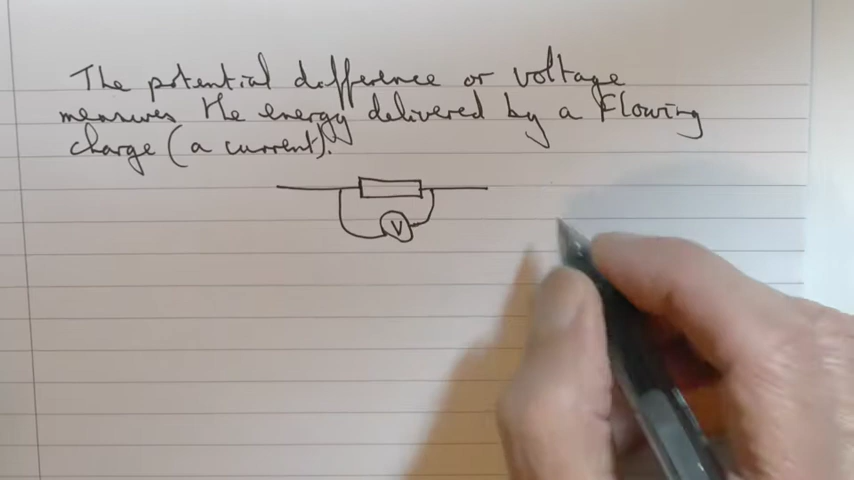 The potential difference or voltage
measures the energy delivered by a flowing
charge (a current).
V